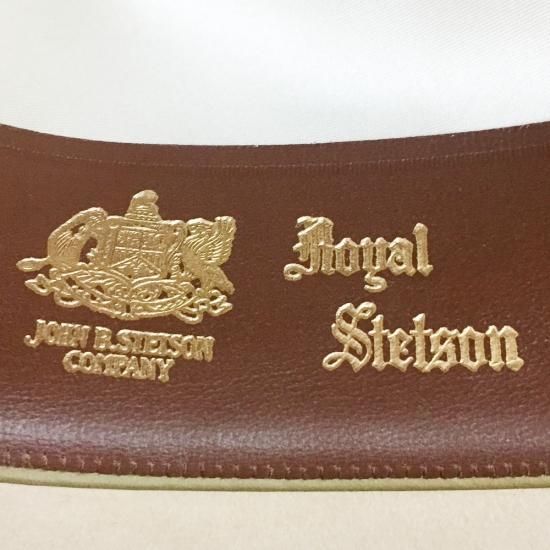 JOHN B. STETSON
COMPANY
Royal
Stetson